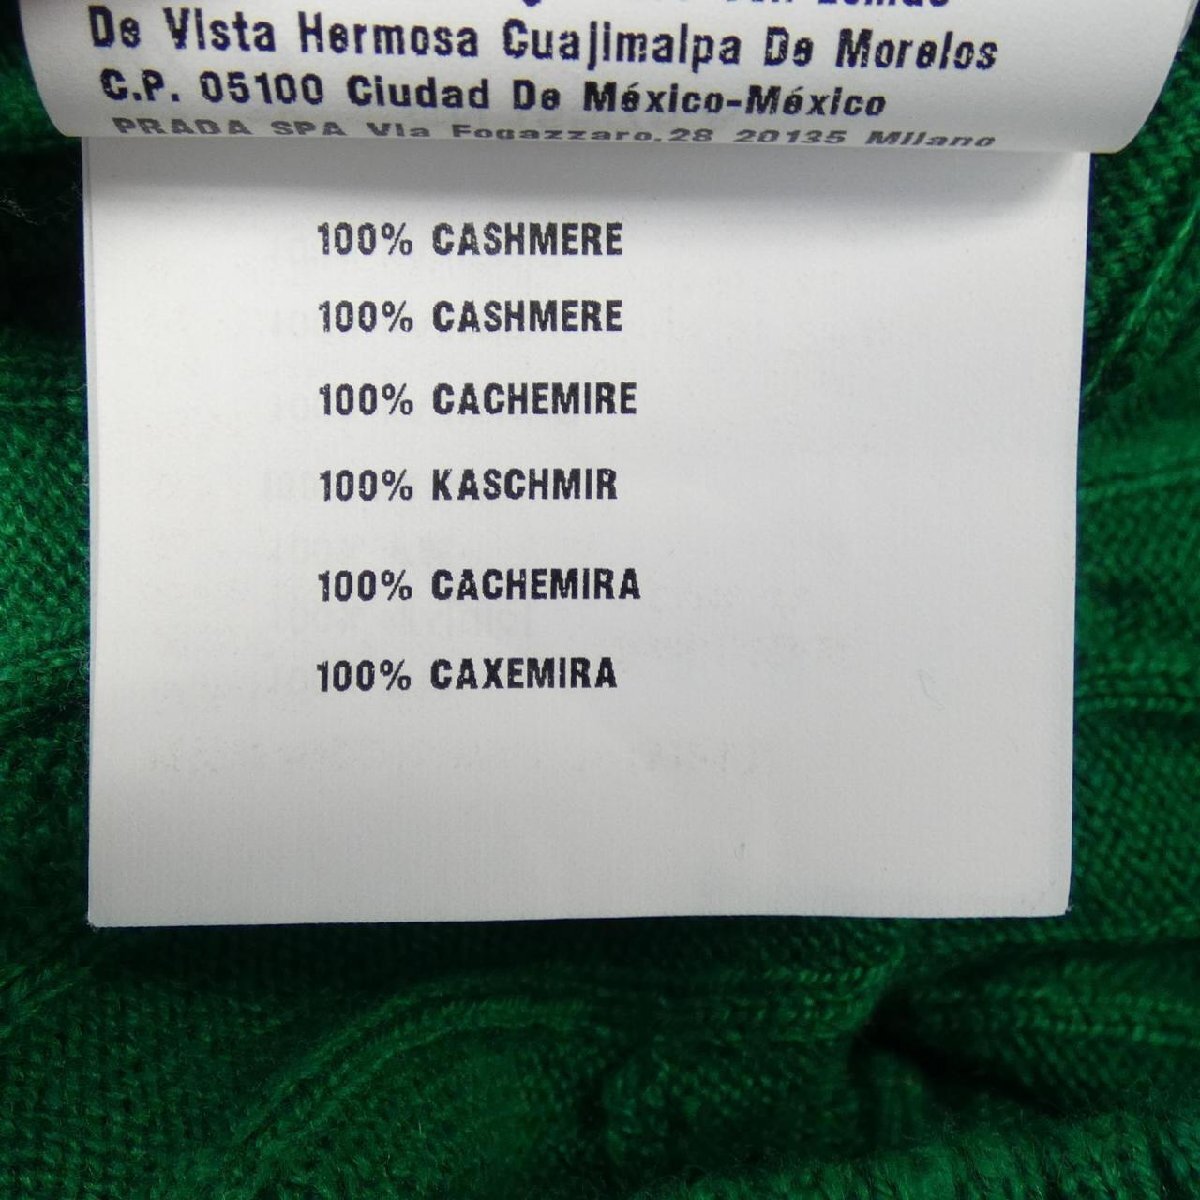 De Vista Hermosa Cuajimalpa De Morelos
C.P. 05100 Ciudad De México-México
PRADA SPA Via Fogazzaro,28 20135 Milano
100% CASHMERE
100% CASHMERE
100% CACHEMIRE
100% KASCHMIR
100% CACHEMIRA
100% CAXEMIRA